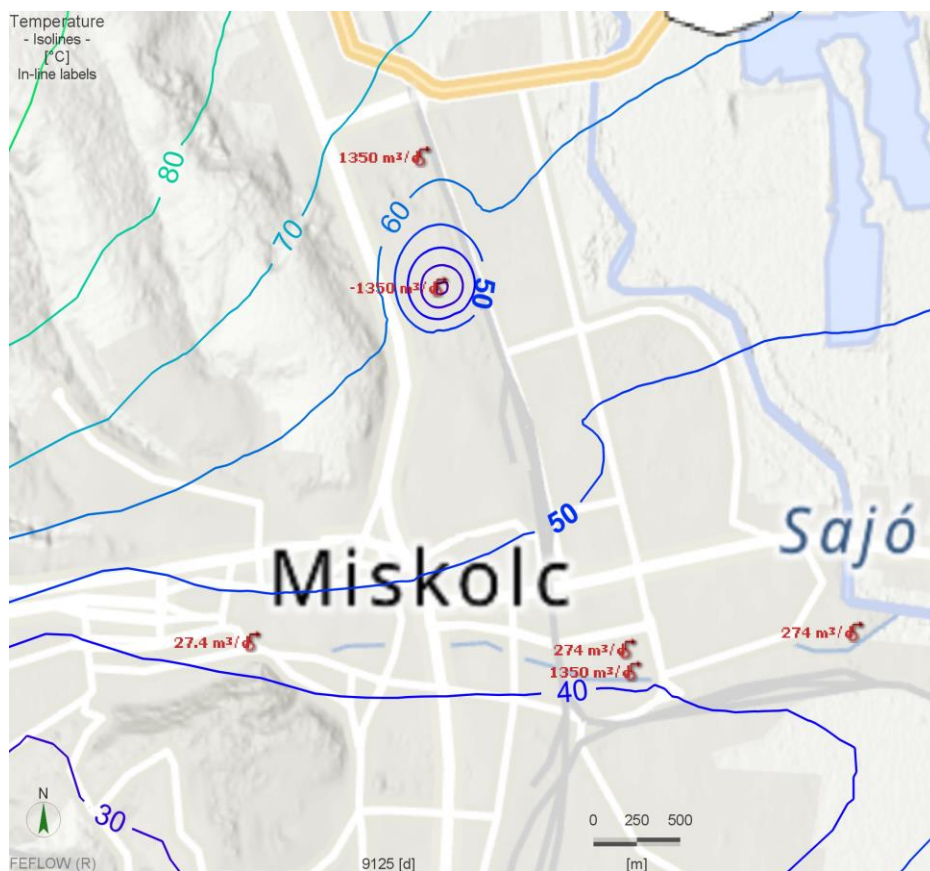 Temperature
- Isolines -
[°C]
In-line labels
80
70
60
1350 m³/d
-1350 m³/d
50
50
Miskolc
Sajó
27.4 m³/d
274 m³/d
274 m³/d
1350 m³/d
40
30
N
0 250 500
[m]
FEFLOW (R)
9125 [d]